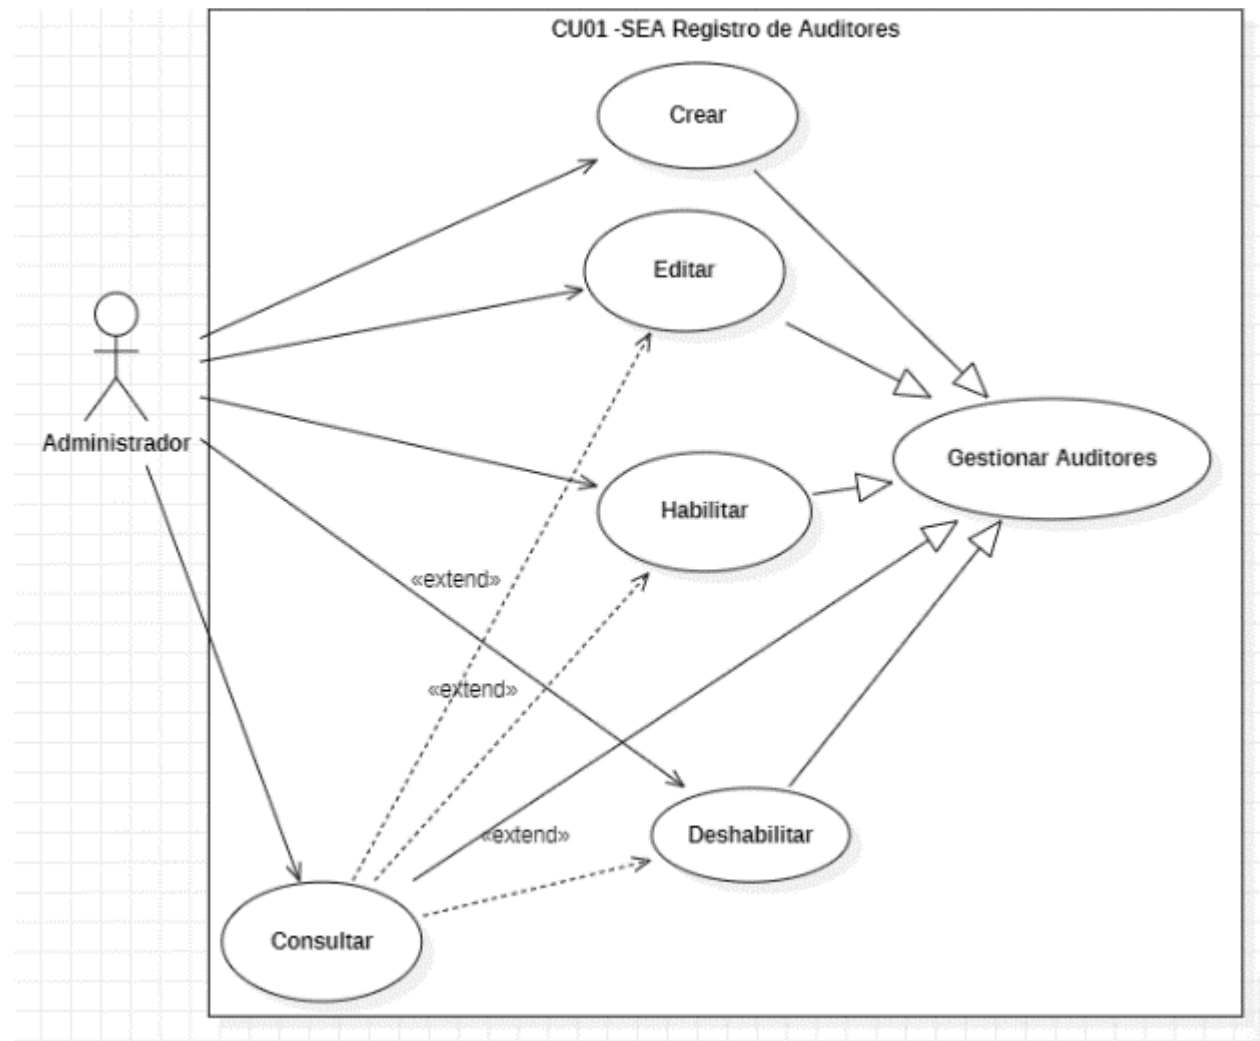 CU01 -SEA Registro de Auditores
Crear
Editar
Administrador
Gestionar Auditores
Habilitar
«extend»
«extend»
«extend»
Deshabilitar
Consultar